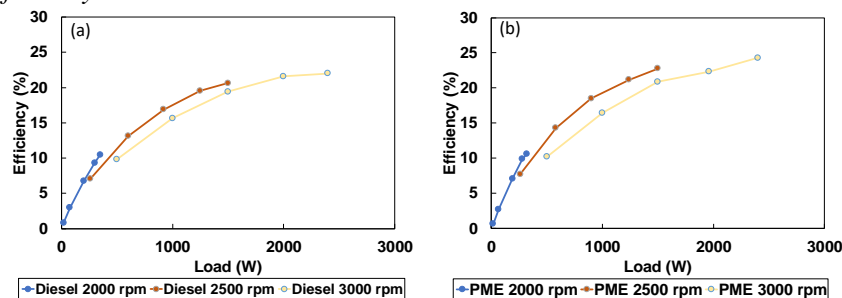 (a)
30
25
20
15
10
5
0
Efficiency (%)
0 1000 2000 3000
Load (W)
Diesel 2000 rpm Diesel 2500 rpm Diesel 3000 rpm
(b)
30
25
20
15
10
5
0
Efficiency (%)
0 1000 2000 3000
Load (W)
PME 2000 rpm PME 2500 rpm PME 3000 rpm